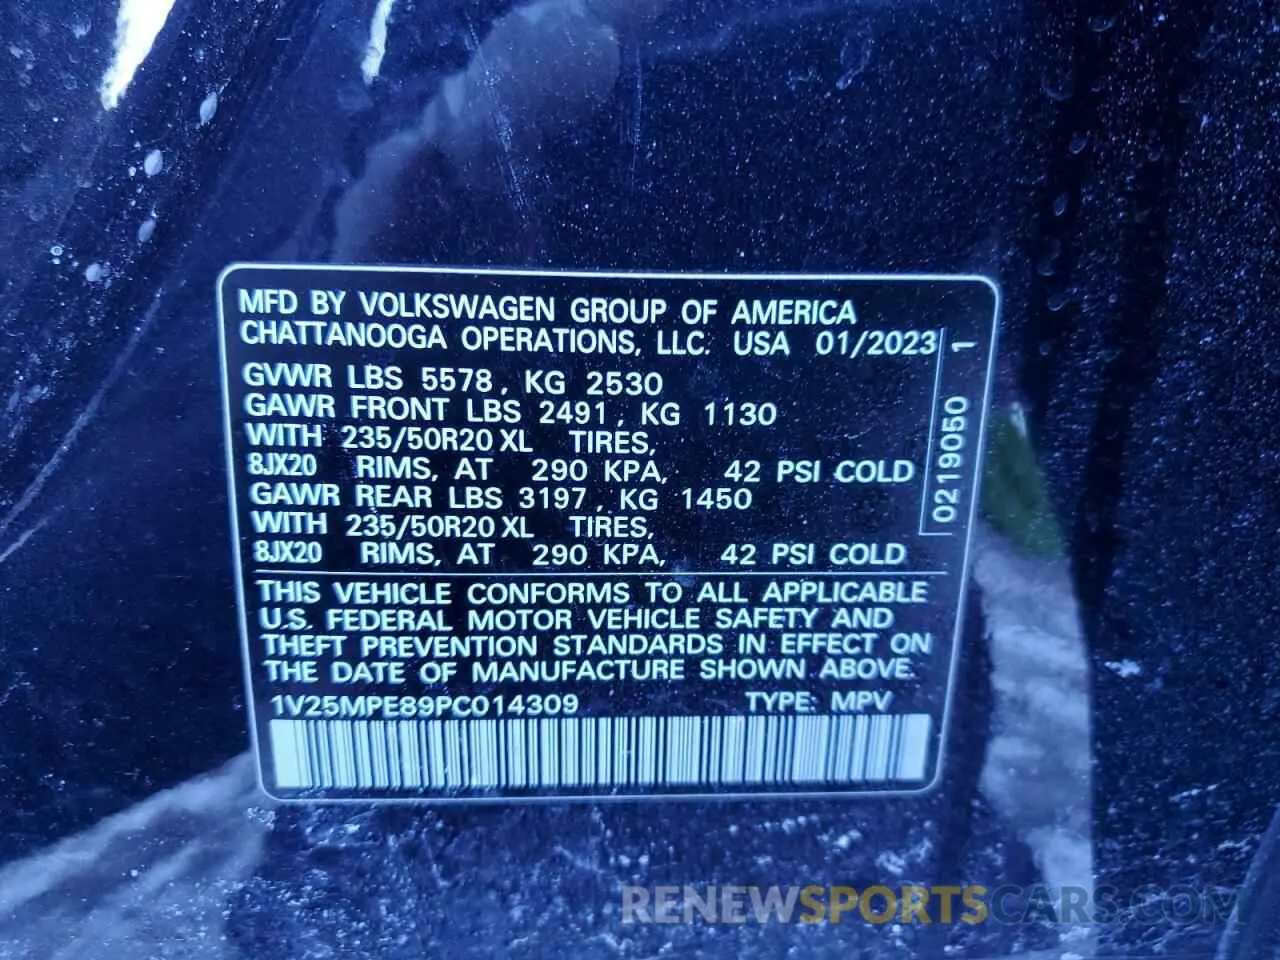 MFD BY VOLKSWAGEN GROUP OF AMERICA
CHATTANOOGA OPERATIONS, LLC. USA 01/2023
GVWR LBS 5578, KG 2530
GAWR FRONT LBS 2491, KG 1130
WITH 235/50R20 XL TIRES,
8JX20 RIMS, AT 290 KPA, 42 PSI COLD
GAWR REAR LBS 3197, KG 1450
WITH 235/50R20 XL TIRES,
8JX20 RIMS, AT 290 KPA, 42 PSI COLD
0219050 1
THIS VEHICLE CONFORMS TO ALL APPLICABLE
U.S. FEDERAL MOTOR VEHICLE SAFETY AND
THEFT PREVENTION STANDARDS IN EFFECT ON
THE DATE OF MANUFACTURE SHOWN ABOVE.
1V25MPE89PC014309 TYPE: MPV
RENEWSPORTSCARS.COM